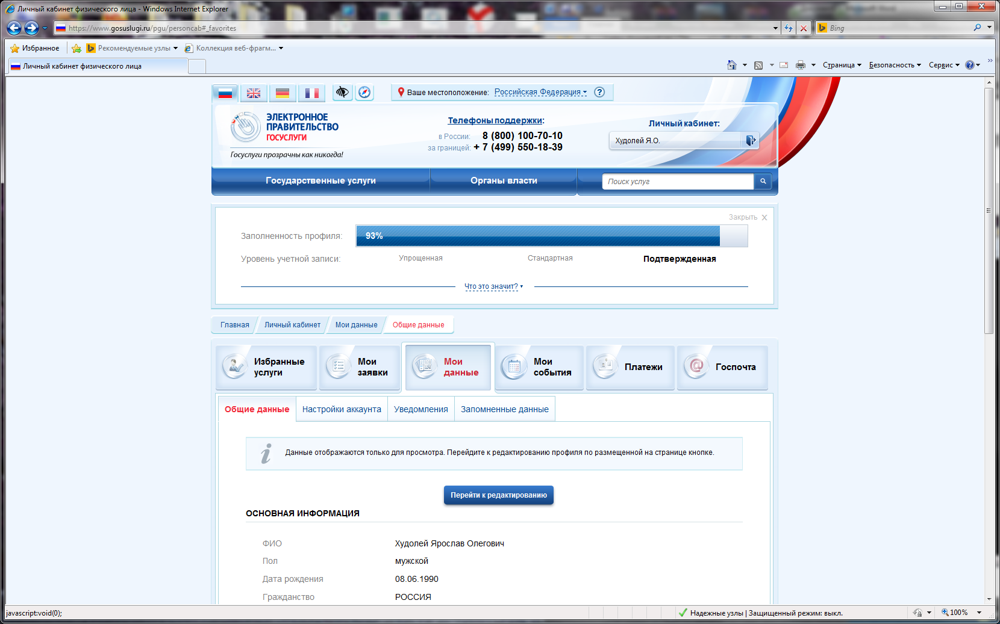 Личный кабинет физического лица - Windows Internet Explorer
https://www.gosuslugi.ru/pgu/personcab#_favorites
Bing
Избранное
Рекомендуемые узлы
Коллекция веб-фрагм...
Личный кабинет физического лица
Страница
Безопасность
Сервис
»
Ваше местоположение: Российская Федерация
?
ЭЛЕКТРОННОЕ
ПРАВИТЕЛЬСТВО
ГОСУСЛУГИ
Госуслуги прозрачны как никогда!
Телефоны поддержки:
в России: 8 (800) 100-70-10
за границей: + 7 (499) 550-18-39
Личный кабинет:
Худолей Я.О.
Государственные услуги
Органы власти
Поиск услуг
Закрыть X
Заполненность профиля: 93%
Уровень учетной записи: Упрощенная Стандартная Подтвержденная
Что это значит?
Главная
Личный кабинет
Мои данные
Общие данные
Избранные
услуги
Мои
заявки
Мои
данные
Мои
события
Платежи
Госпочта
Общие данные
Настройки аккаунта
Уведомления
Запомненные данные
Данные отображаются только для просмотра. Перейдите к редактированию профиля по размещенной на странице кнопке.
Перейти к редактированию
ОСНОВНАЯ ИНФОРМАЦИЯ
ФИО Худолей Ярослав Олегович
Пол мужской
Дата рождения 08.06.1990
Гражданство РОССИЯ
javascript:void(0);
Надежные узлы | Защищенный режим: выкл.
100%